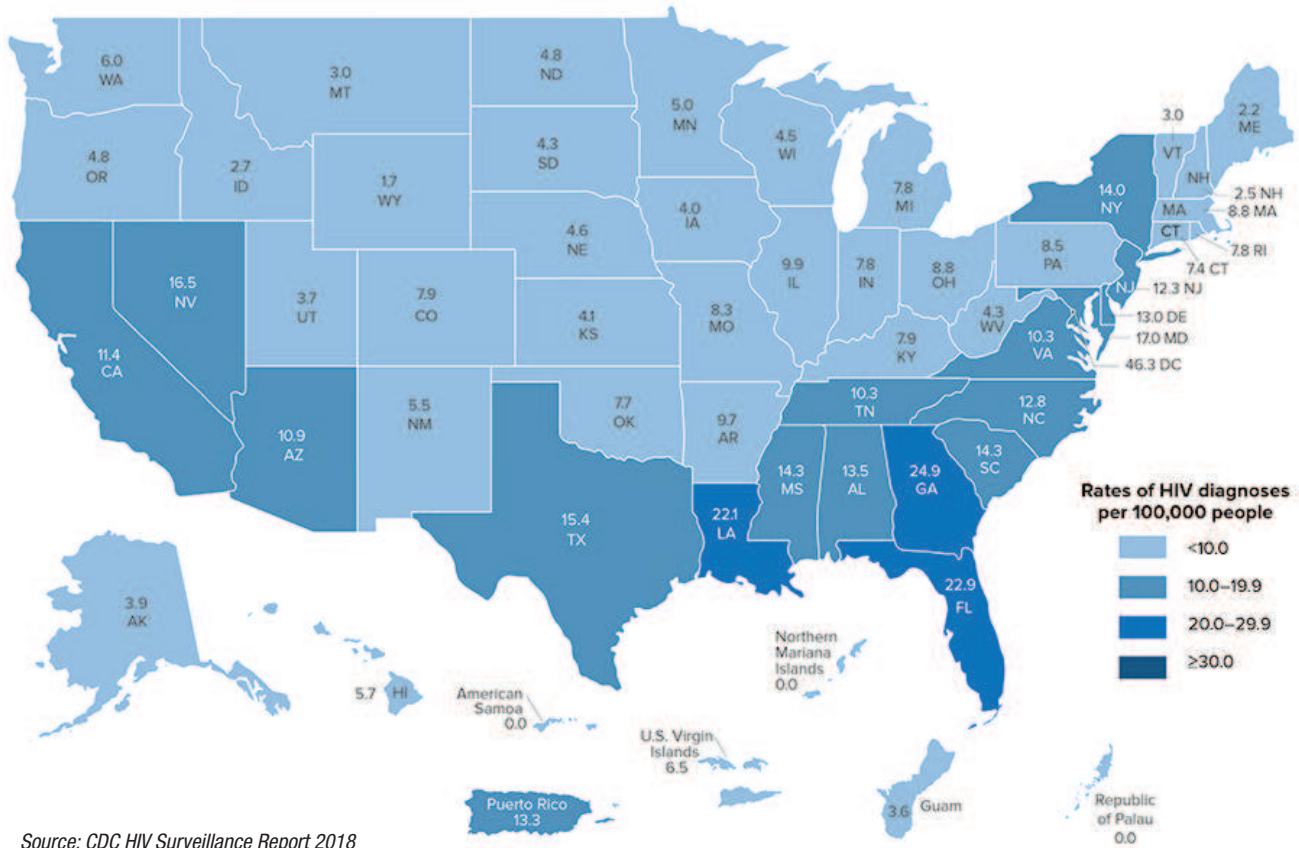 6.0
WA
3.0
MT
4.8
ND
5.0
MN
4.5
WI
7.8
MI
3.0
VT
NH
2.2
ME
4.8
OR
2.7
ID
1.7
WY
4.3
SD
4.0
IA
14.0
NY
2.5 NH
MA
8.8 MA
CT
7.8 RI
7.4 CT
16.5
NV
3.7
UT
7.9
CO
4.6
NE
4.1
KS
8.3
MO
9.9
IL
7.8
IN
8.8
OH
8.5
PA
NJ
12.3 NJ
13.0 DE
17.0 MD
46.3 DC
4.3
WV
10.3
VA
7.9
KY
11.4
CA
10.9
AZ
5.5
NM
7.7
OK
9.7
AR
10.3
TN
12.8
NC
14.3
SC
15.4
TX
22.1
LA
14.3
MS
13.5
AL
24.9
GA
22.9
FL
Rates of HIV diagnoses
per 100,000 people
<10.0
10.0–19.9
20.0–29.9
≥30.0
3.9
AK
5.7
HI
American
Samoa
0.0
Northern
Mariana
Islands
0.0
U.S. Virgin
Islands
6.5
Puerto Rico
13.3
3.6
Guam
Republic
of Palau
0.0
Source: CDC HIV Surveillance Report 2018